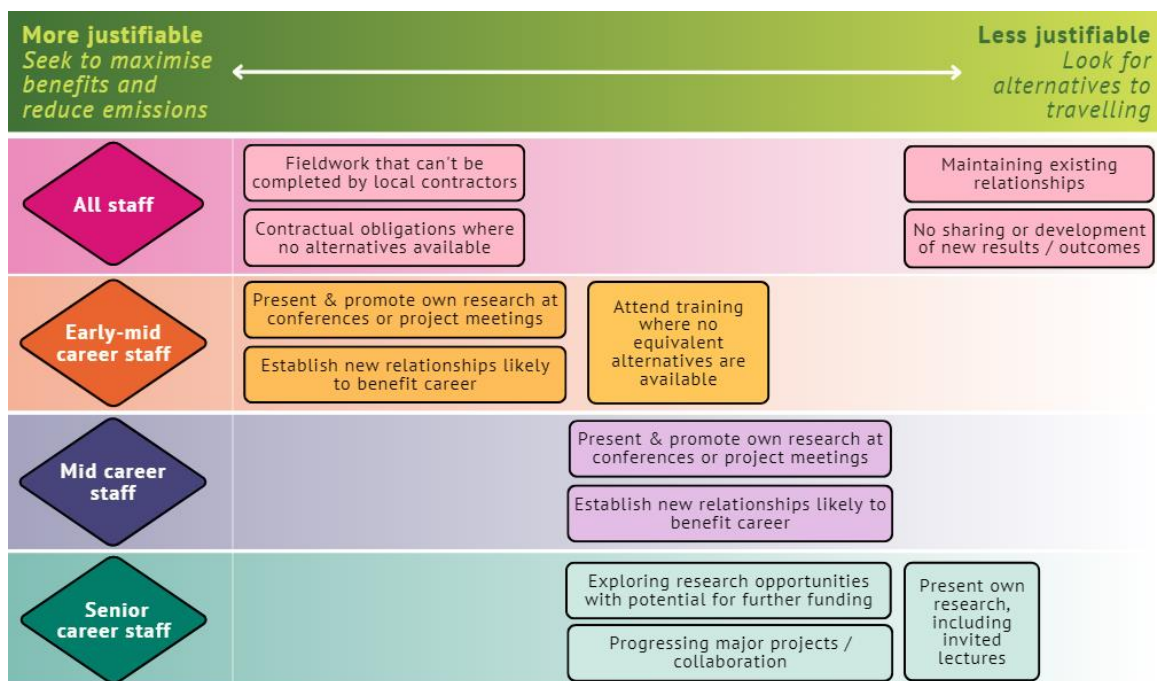 More justifiable
Seek to maximise
benefits and
reduce emissions
Less justifiable
Look for
alternatives to
travelling
All staff
Fieldwork that can't be
completed by local contractors
Contractual obligations where
no alternatives available
Maintaining existing
relationships
No sharing or development
of new results / outcomes
Early-mid
career staff
Present & promote own research at
conferences or project meetings
Establish new relationships likely
to benefit career
Attend training
where no
equivalent
alternatives are
available
Mid career
staff
Present & promote own research at
conferences or project meetings
Establish new relationships likely to
benefit career
Senior
career staff
Exploring research opportunities
with potential for further funding
Progressing major projects /
collaboration
Present own
research,
including
invited
lectures